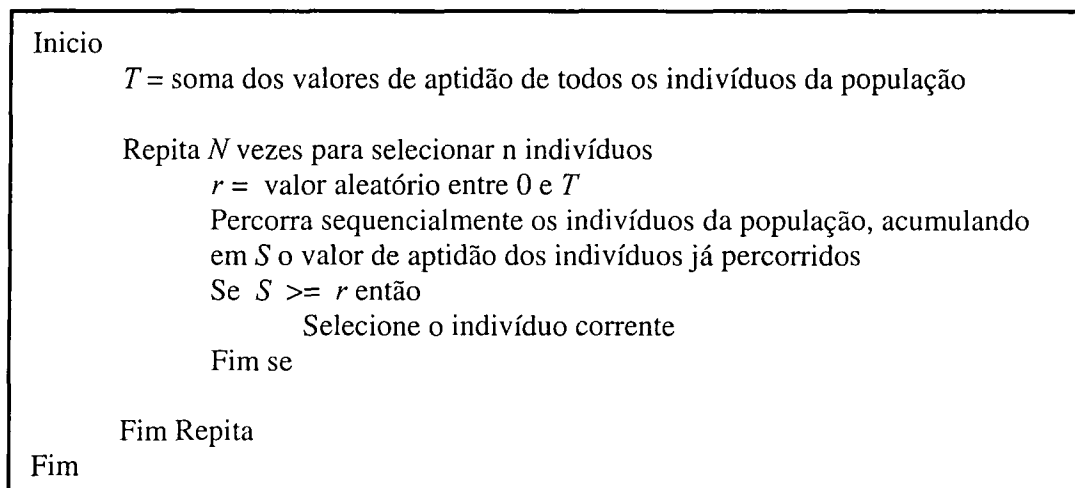 Inicio
T = soma dos valores de aptidão de todos os indivíduos da população
Repita N vezes para selecionar n indivíduos
r = valor aleatório entre 0 e T
Percorra sequencialmente os indivíduos da população, acumulando
em S o valor de aptidão dos indivíduos já percorridos
Se S >= r então
Selecione o indivíduo corrente
Fim se
Fim Repita
Fim